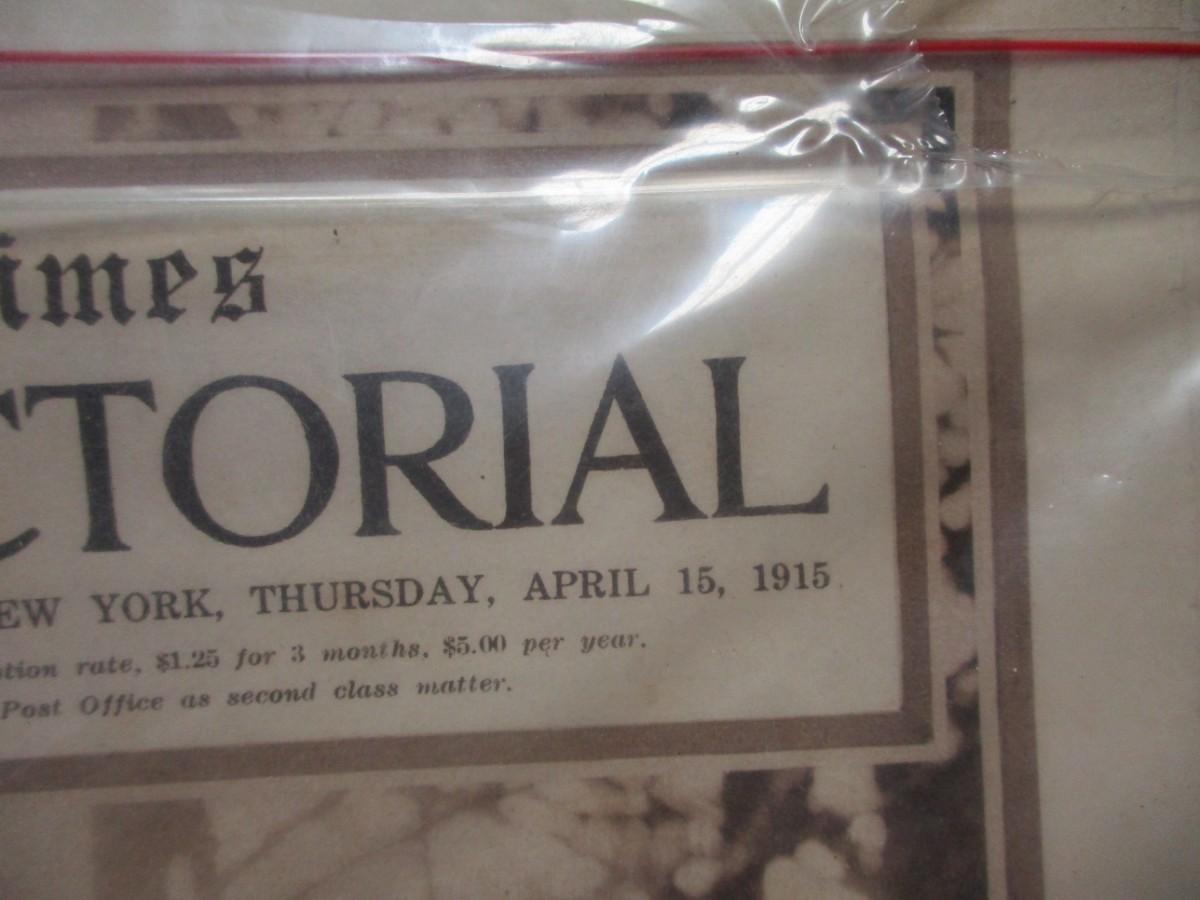 imes
CTORIAL
EW YORK, THURSDAY, APRIL 15, 1915
tion rate, $1.25 for 3 months, $5.00 per year.
Post Office as second class matter.